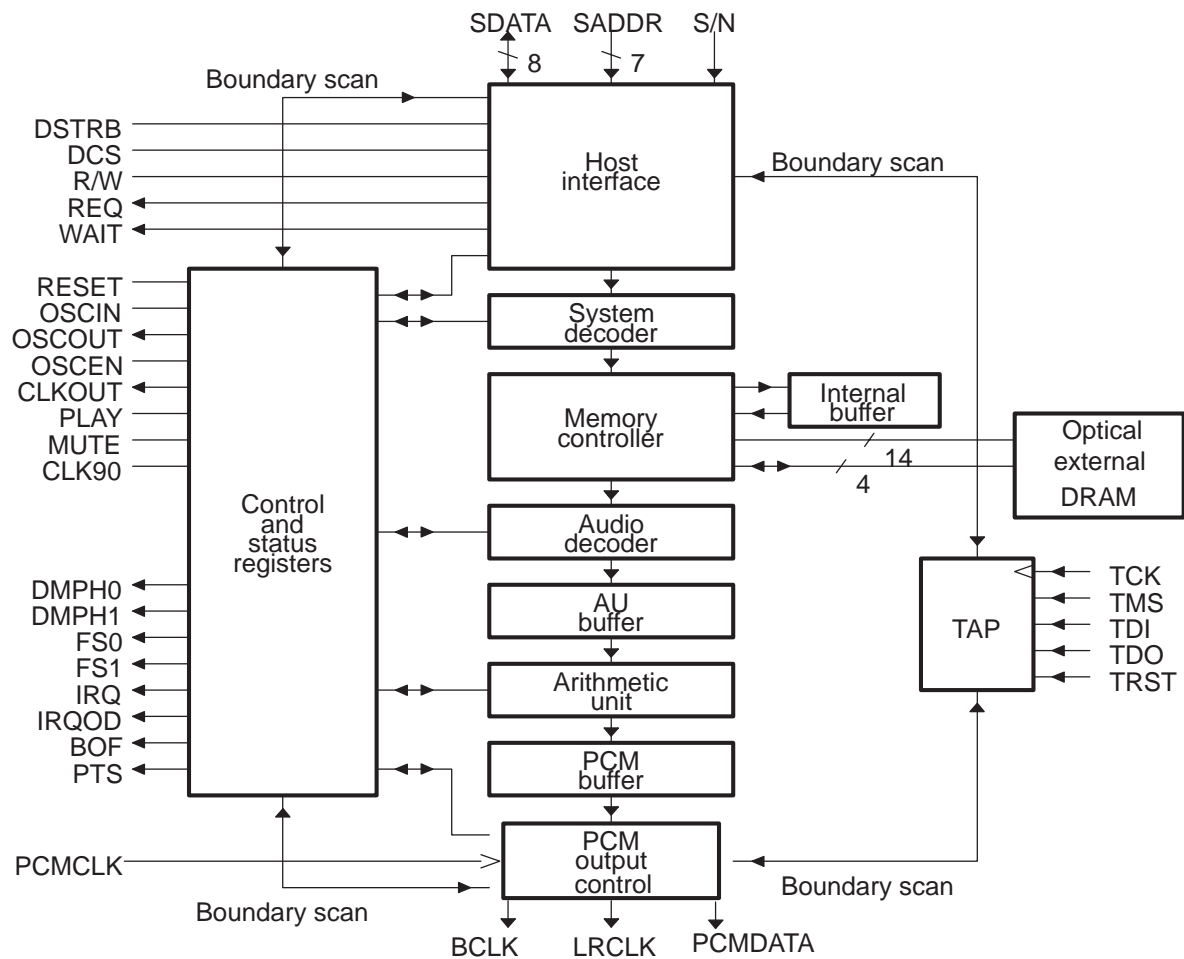 SDATA SADDR S/N
8 7
Boundary scan
DSTRB
DCS
R/W
REQ
WAIT
Host
interface
Boundary scan
RESET
OSCIN
OSCOUT
OSCEN
CLKOUT
PLAY
MUTE
CLK90
System
decoder
Memory
controller
Internal
buffer
14
4
Optical
external
DRAM
Control
and
status
registers
Audio
decoder
DMPH0
DMPH1
FS0
FS1
IRQ
IRQOD
BOF
PTS
AU
buffer
TAP
TCK
TMS
TDI
TDO
TRST
Arithmetic
unit
PCM
buffer
PCMCLK
PCM
output
control
Boundary scan
Boundary scan
BCLK LRCLK PCMDATA